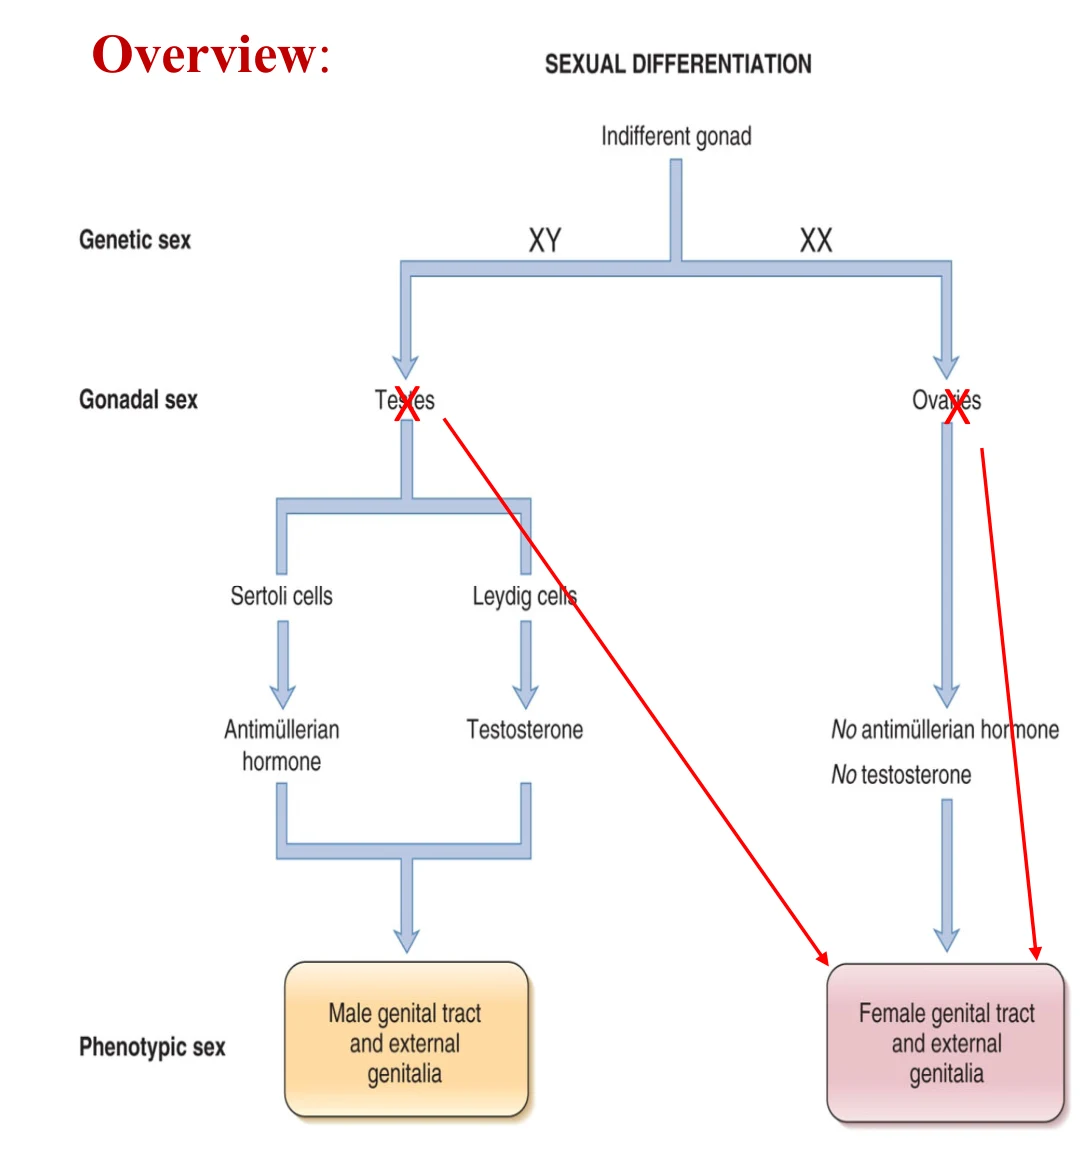 Overview:
SEXUAL DIFFERENTIATION
Indifferent gonad
Genetic sex
XY
XX
Gonadal sex
Testes
X
Ovaries
X
Sertoli cells
Leydig cells
Antimüllerian
hormone
Testosterone
No antimüllerian hormone
No testosterone
Phenotypic sex
Male genital tract
and external
genitalia
Female genital tract
and external
genitalia